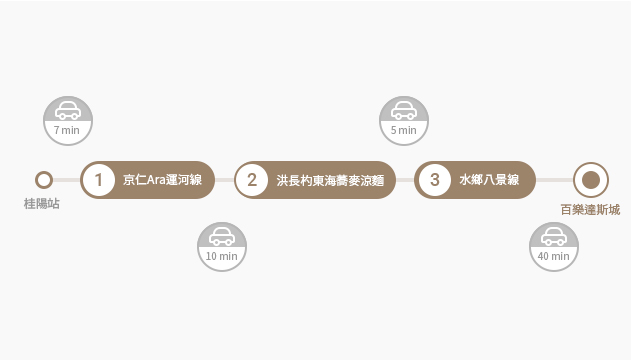 7 min
5 min
1 京仁Ara運河線
2 洪長杓東海蕎麥涼麵
3 水鄉八景線
桂陽站
百樂達斯城
10 min
40 min